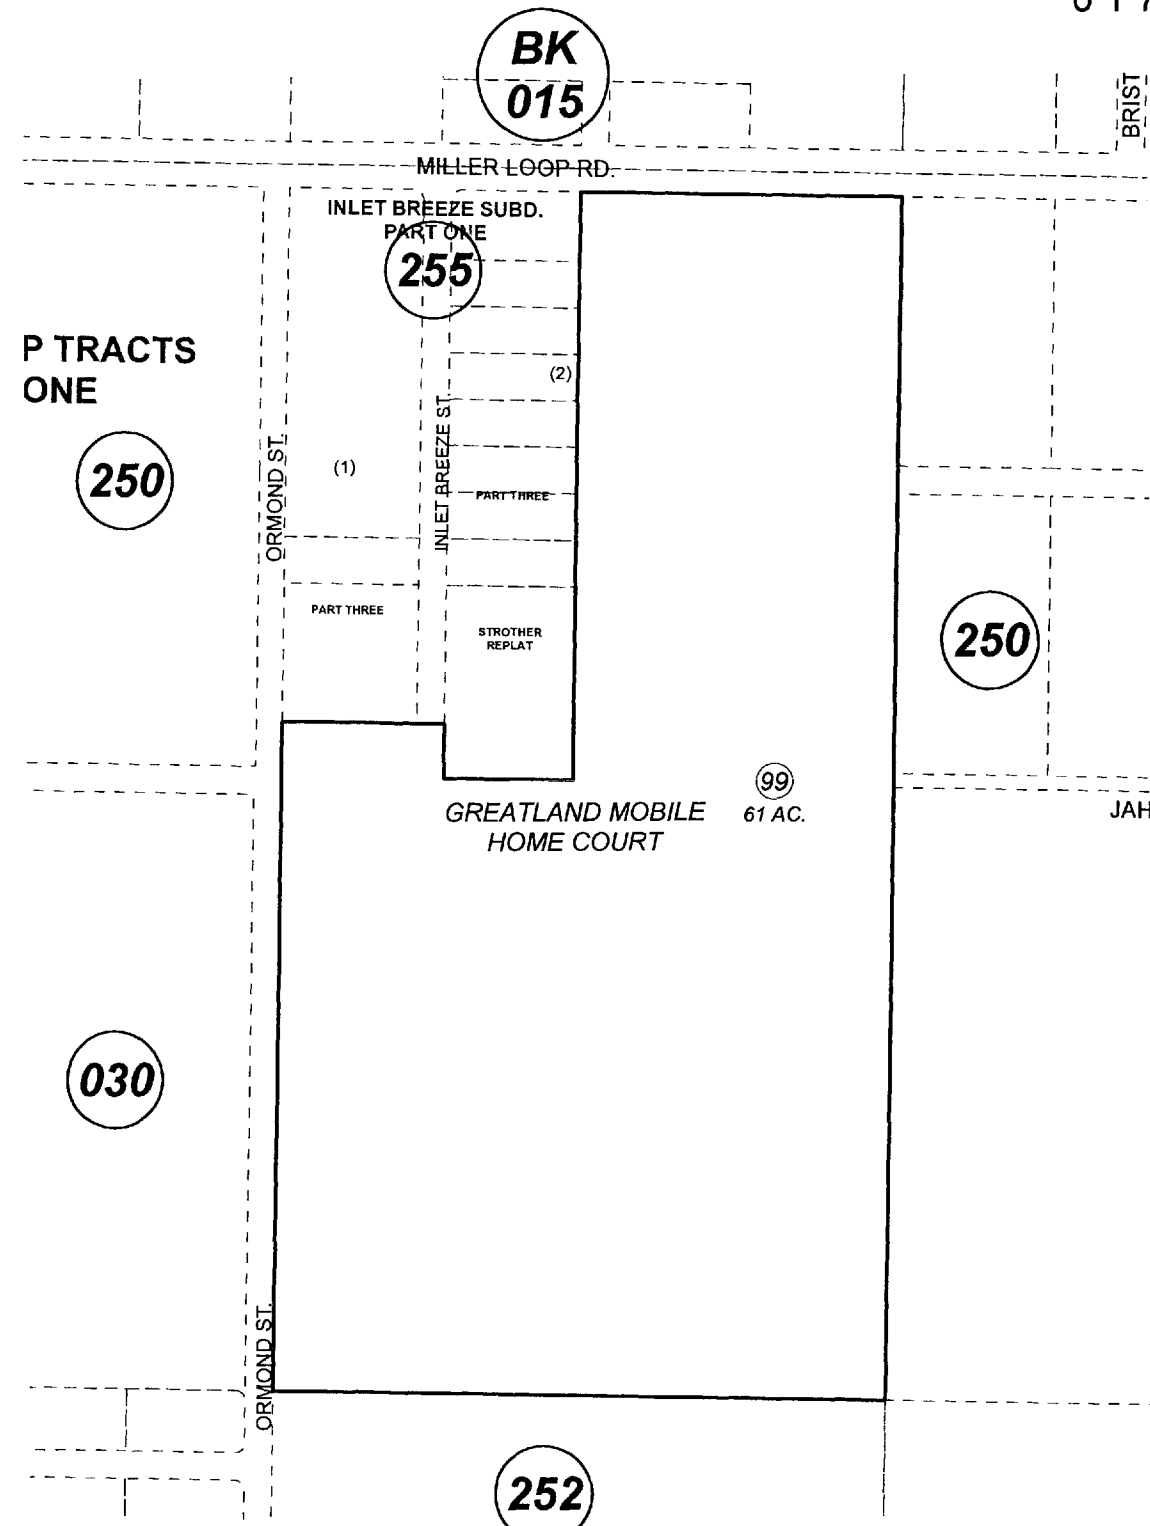 BK
015
BRIST
MILLER LOOP RD.
INLET BREEZE SUBD.
PART ONE
255
P TRACTS
ONE
(2)
250
ORMOND ST.
(1)
INLET BREEZE ST.
PART THREE
PART THREE
STROTHER
REPLAT
250
99
GREATLAND MOBILE
HOME COURT
61 AC.
JAH
030
ORMOND ST.
252